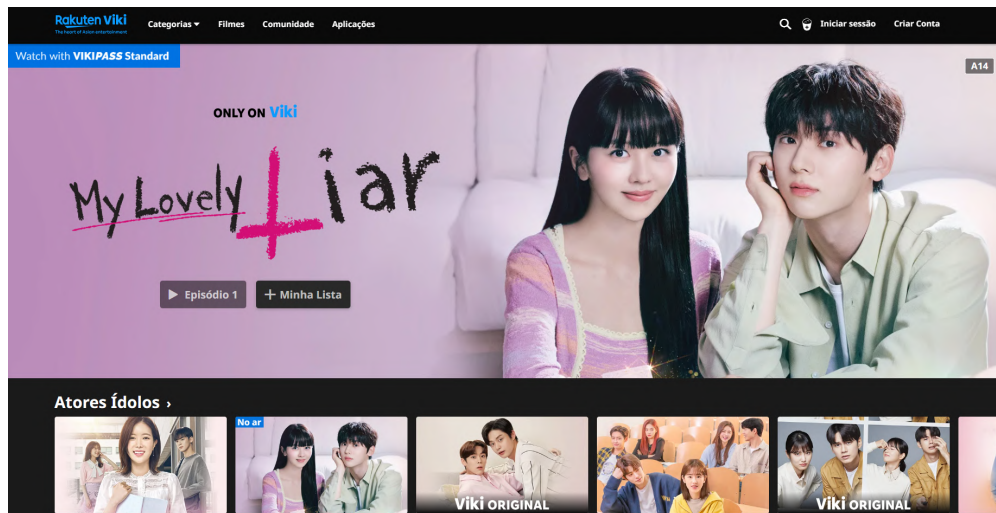 Rakuten Viki
The heart of Asian entertainment
Categorias
Filmes
Comunidade
Aplicações
Iniciar sessão
Criar Conta
Watch with VIKIPASS Standard
A14
ONLY ON Viki
My Lovely Liar
Episódio 1
+ Minha Lista
Atores Ídolos ›
No ar
Viki ORIGINAL
Viki ORIGINAL